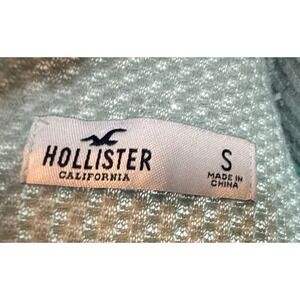 HOLLISTER
CALIFORNIA
S
MADE IN
CHINA